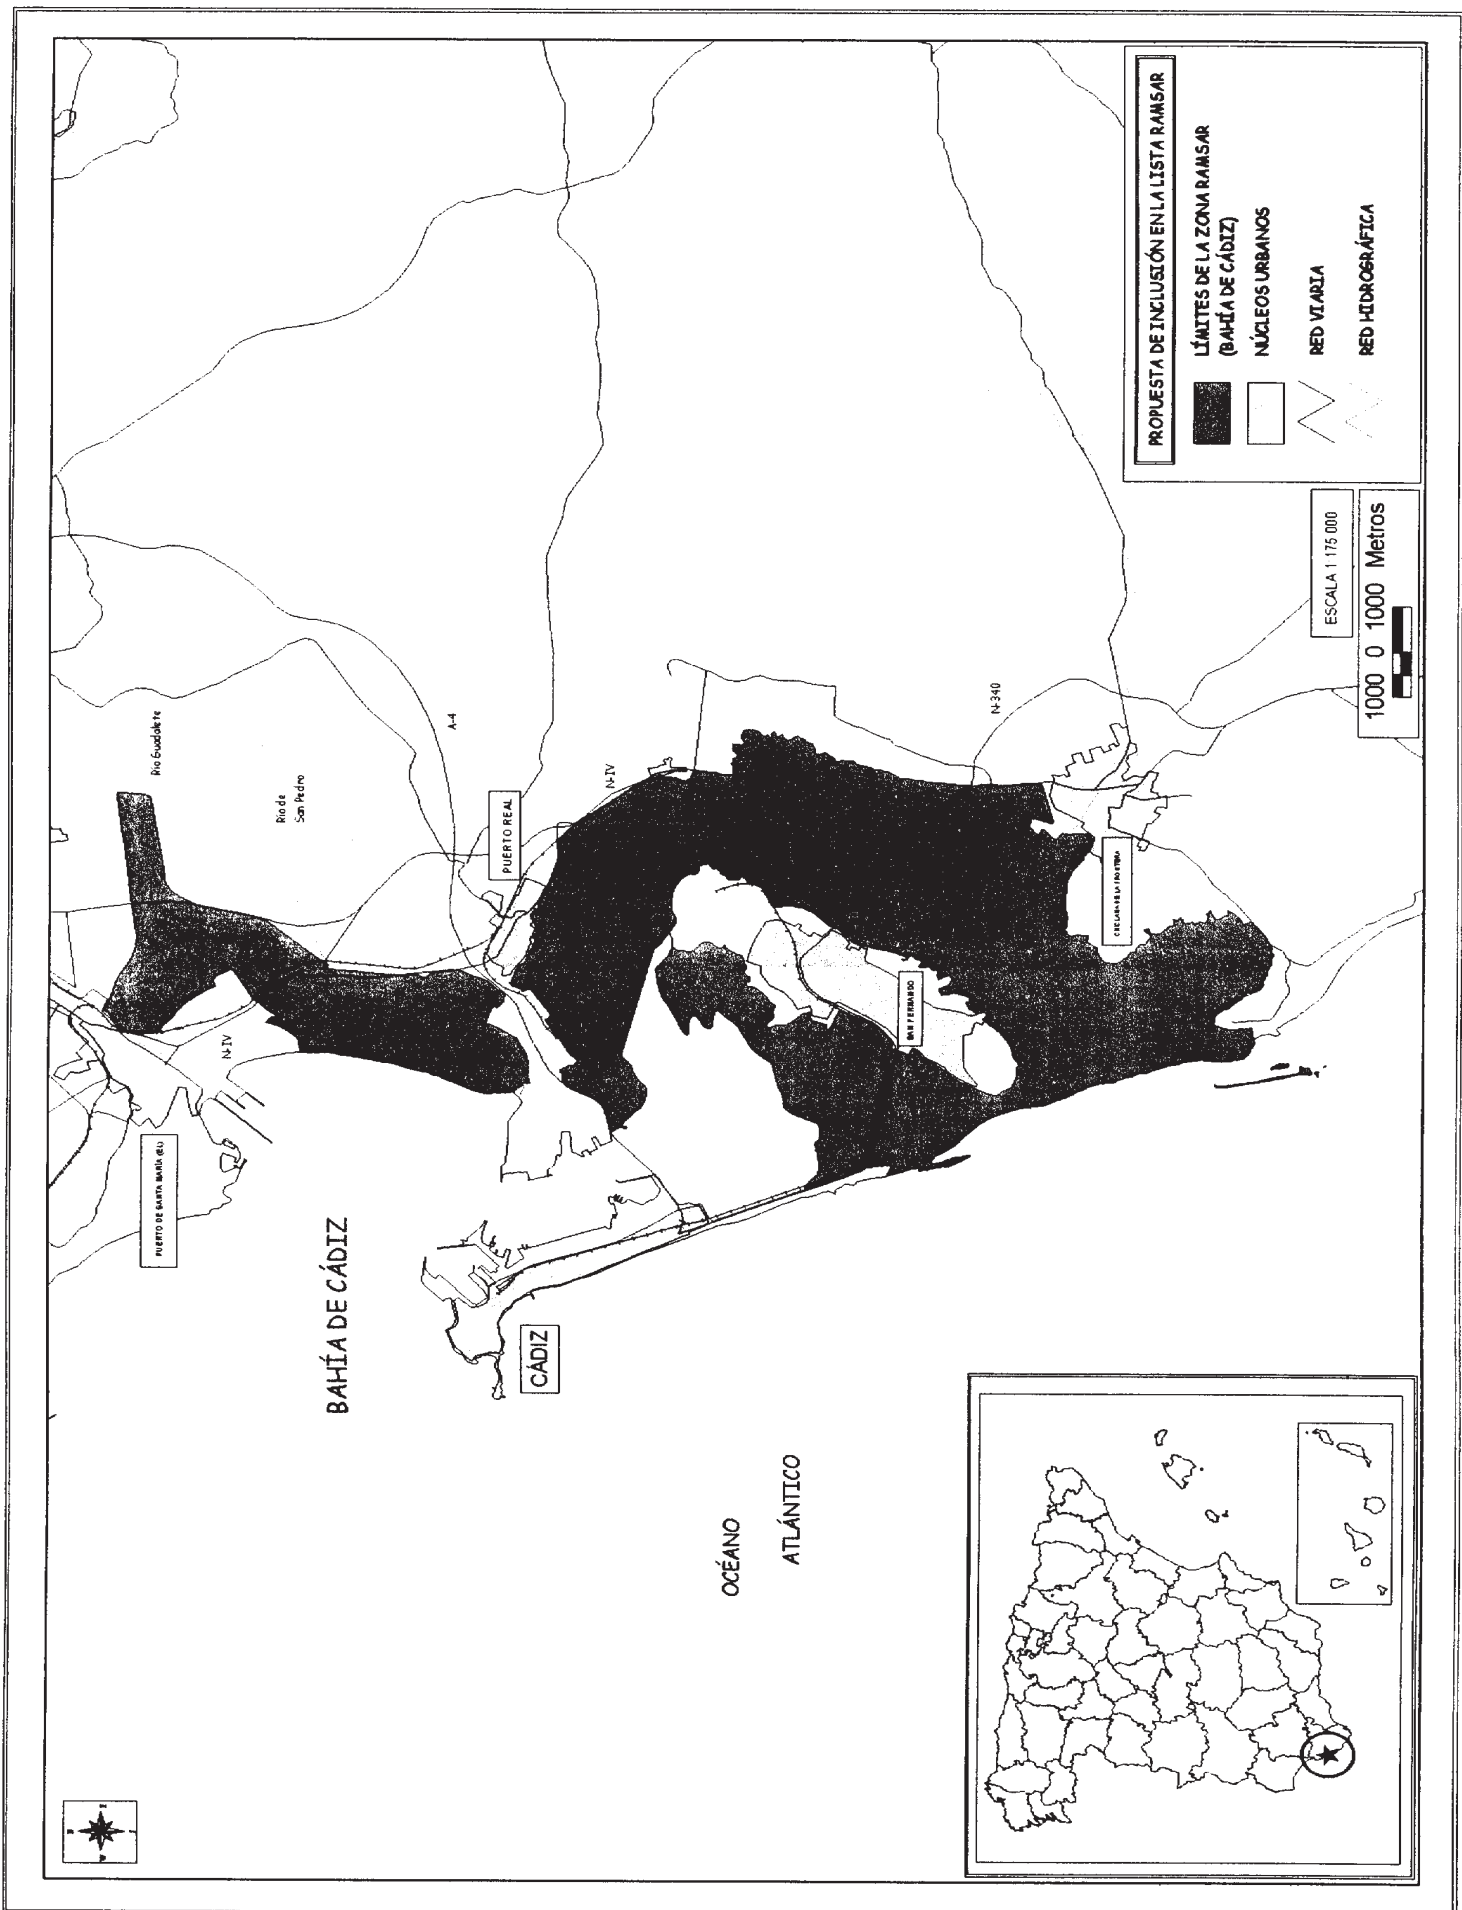 PROPUESTA DE INCLUSIÓN EN LA LISTA RAMSAR
LÍMITES DE LA ZONA RAMSAR
(BAHÍA DE CÁDIZ)
NÚCLEOS URBANOS
RED VIARIA
RED HIDROGRÁFICA
ESCALA 1 175 000
1000 0 1000 Metros
Río Guadalete
Río de
San Pedro
A-4
N-IV
PUERTO REAL
N-340
N-IV
PUERTO DE SANTA MARÍA (EL)
SAN FERNANDO
CHICLANA DE LA FRONTERA
BAHÍA DE CÁDIZ
CÁDIZ
OCÉANO
ATLÁNTICO